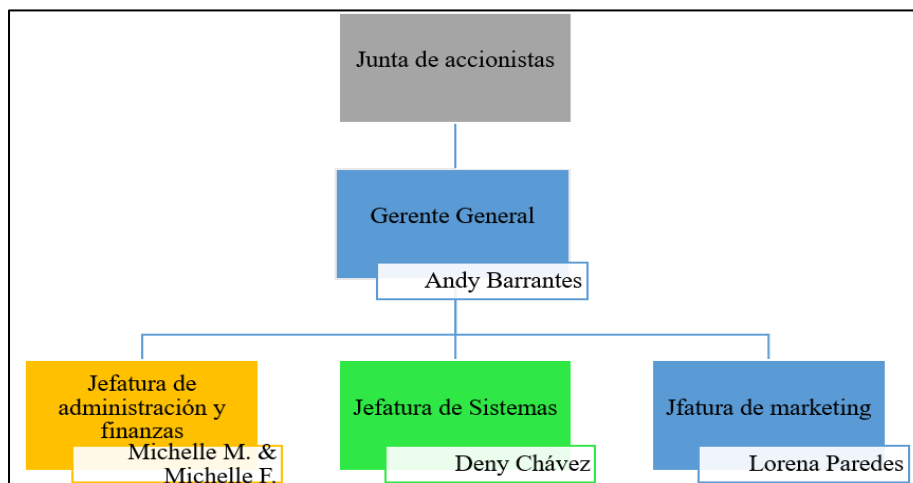 Junta de accionistas
Gerente General
Andy Barrantes
Jefatura de
administración y
finanzas
Michelle M. &
Michelle F.
Jefatura de Sistemas
Deny Chávez
Jfatura de marketing
Lorena Paredes